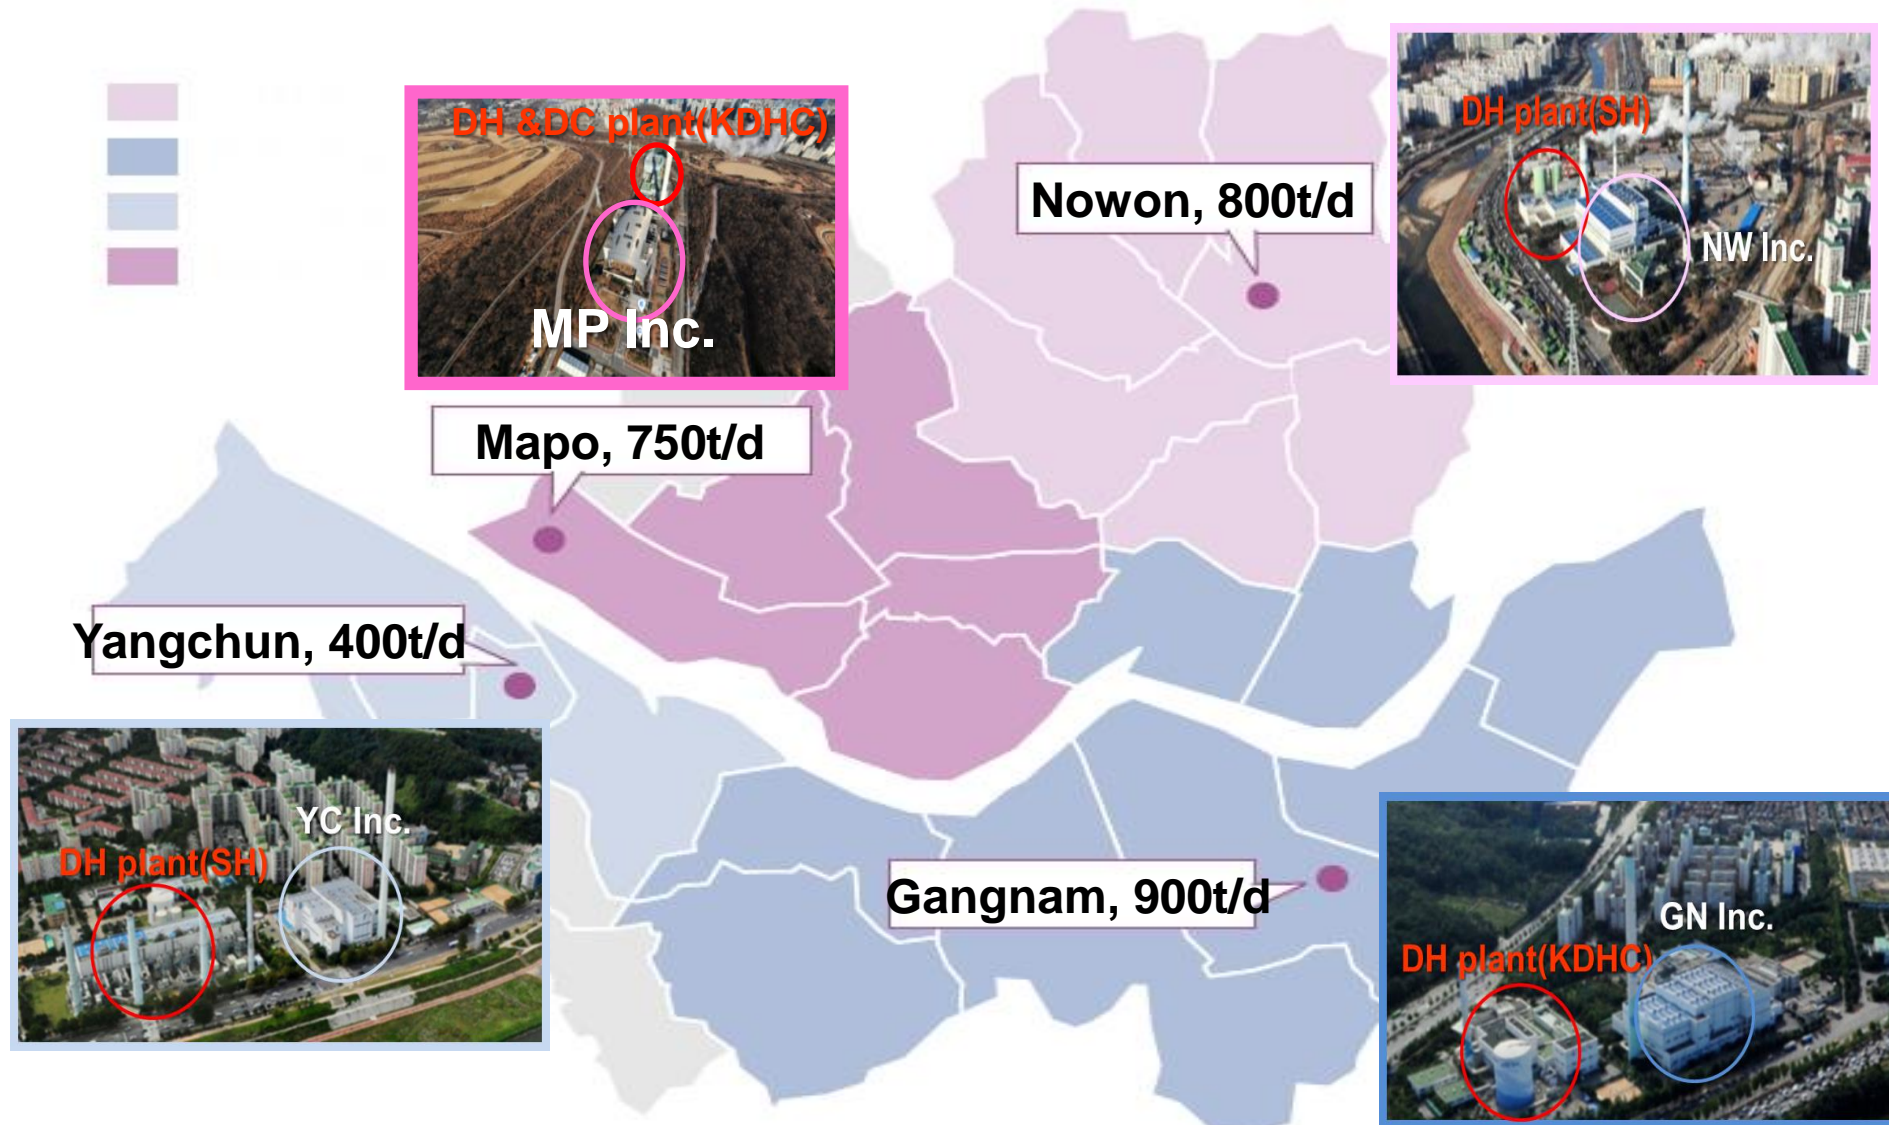 DH &DC plant(KDHC)
MP Inc.
DH plant(SH)
NW Inc.
Nowon, 800t/d
Mapo, 750t/d
Yangchun, 400t/d
YC Inc.
DH plant(SH)
Gangnam, 900t/d
GN Inc.
DH plant(KDHC)